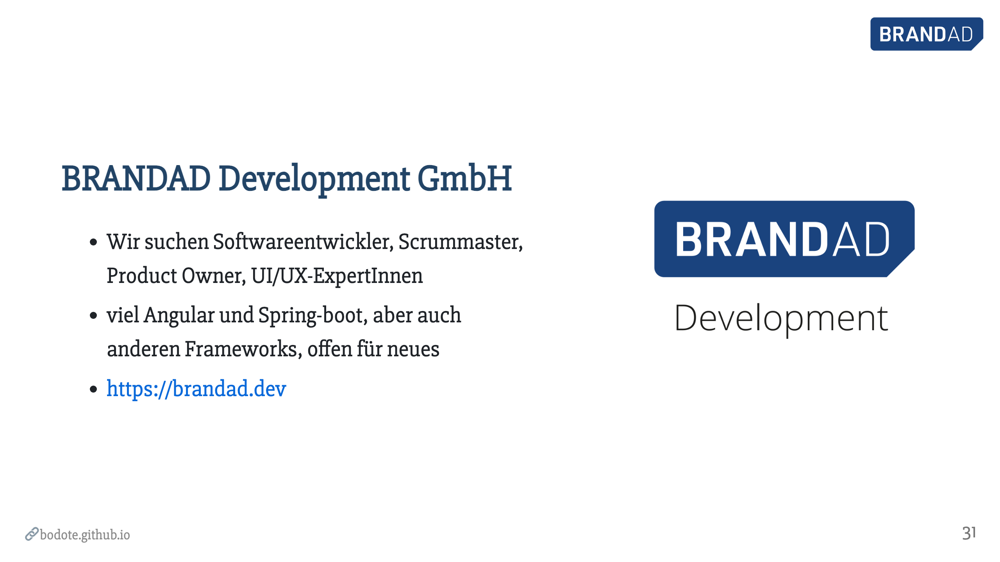 BRANDAD
BRANDAD Development GmbH
• Wir suchen Softwareentwickler, Scrummaster,
Product Owner, UI/UX-ExpertInnen
• viel Angular und Spring-boot, aber auch
anderen Frameworks, offen für neues
• https://brandad.dev
BRANDAD
Development
bodote.github.io
31